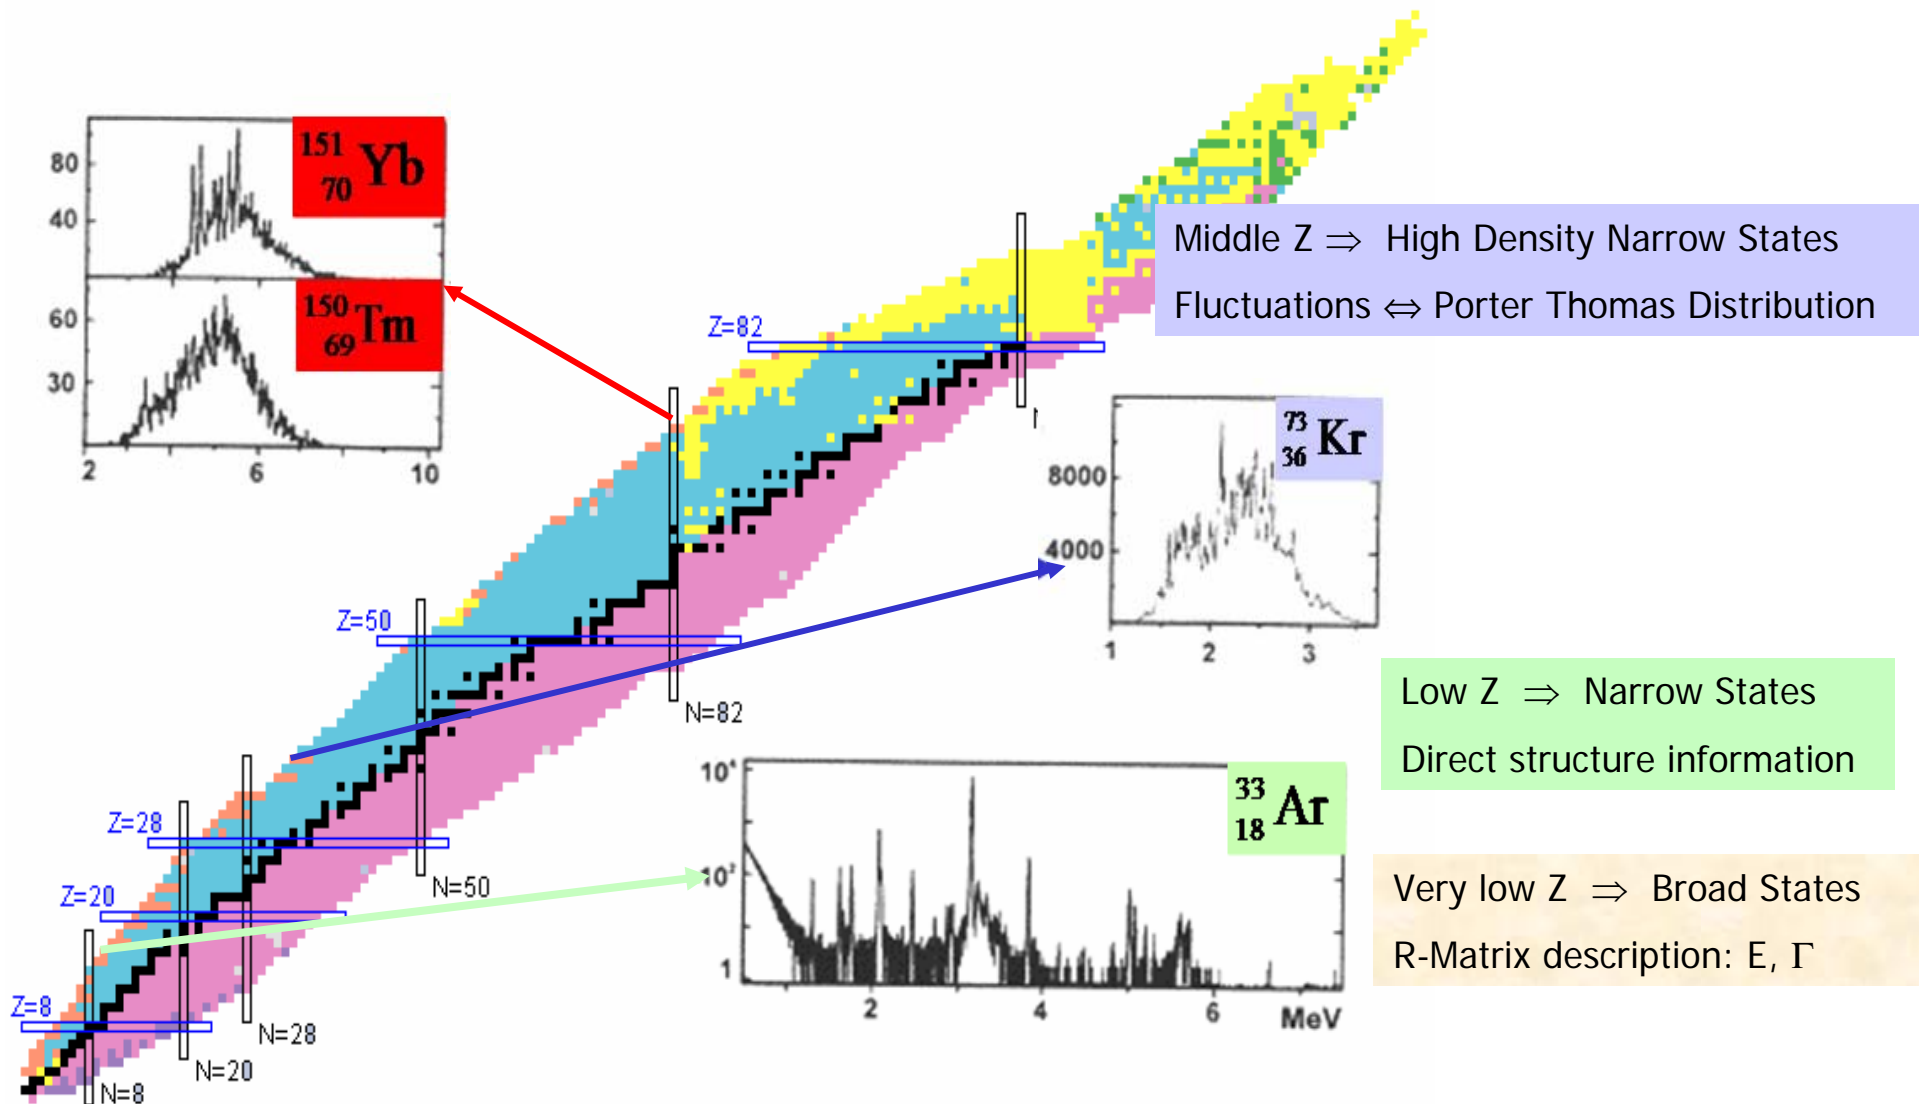 151
70 Yb
80
40
150
69 Tm
60
30
2 6 10
Z=82
Middle Z ⇒ High Density Narrow States
Fluctuations ⇔ Porter Thomas Distribution
73
36 Kr
8000
4000
1 2 3
Z=50
N=82
Low Z ⇒ Narrow States
Direct structure information
10⁴
33
18 Ar
10²
1
2 4 6 MeV
Z=28
N=50
Z=20
Very low Z ⇒ Broad States
R-Matrix description: E, Γ
Z=8
N=28
N=20
N=8